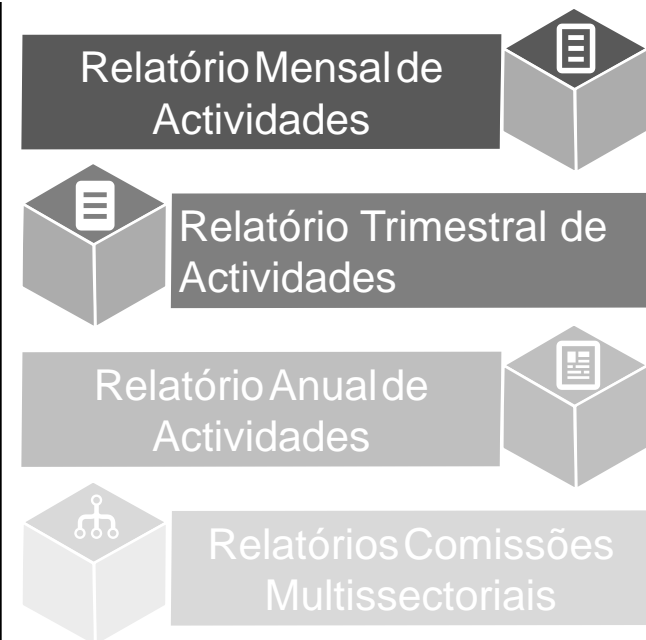 Relatório Mensal de
Actividades
Relatório Trimestral de
Actividades
Relatório Anual de
Actividades
Relatórios Comissões
Multissectoriais